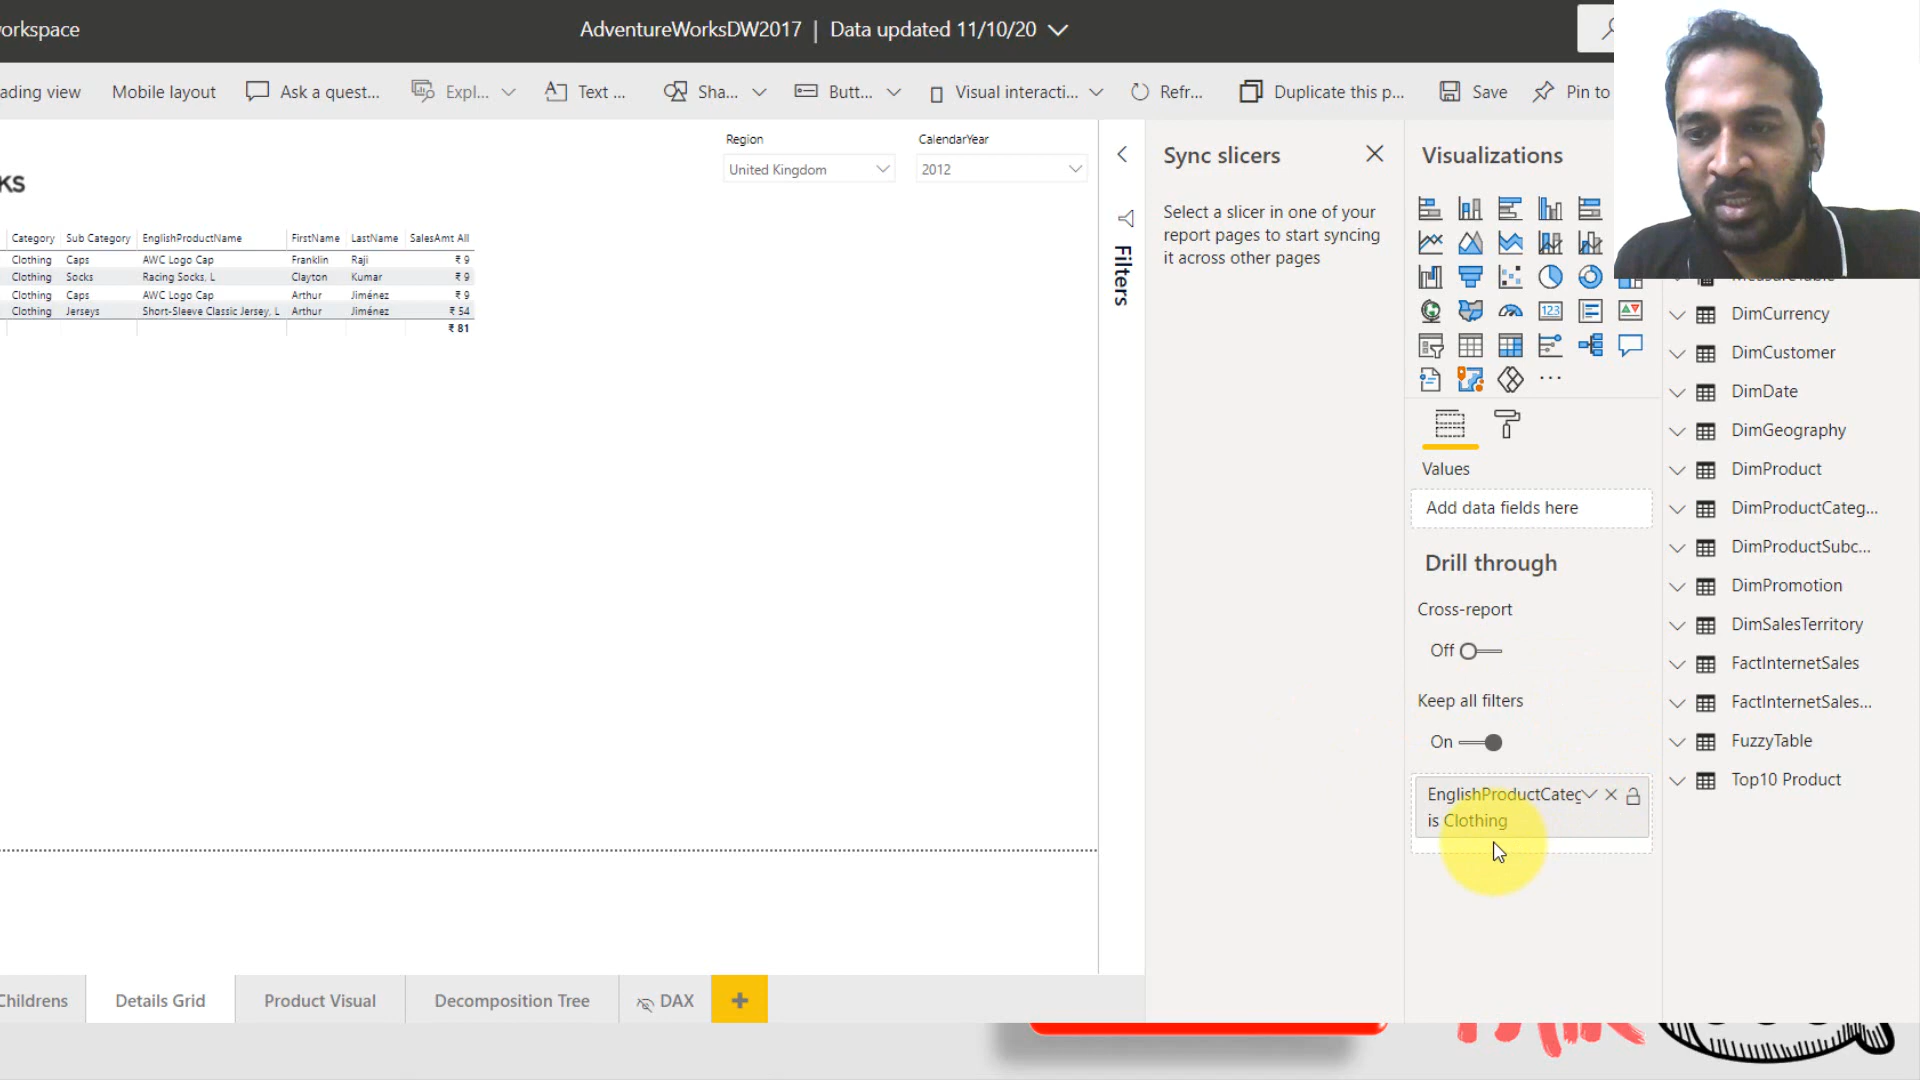 orkspace
AdventureWorksDW2017 | Data updated 11/10/20
ading view
Mobile layout
Ask a quest...
Expl...
Text ...
Sha...
Butt...
Visual interacti...
Refr...
Duplicate this p...
Save
Pin to
KS
Region
United Kingdom
CalendarYear
2012
Category Sub Category EnglishProductName FirstName LastName SalesAmt All
Clothing Caps AWC Logo Cap Franklin Raji ₹ 9
Clothing Socks Racing Socks, L Clayton Kumar ₹ 9
Clothing Caps AWC Logo Cap Arthur Jiménez ₹ 9
Clothing Jerseys Short-Sleeve Classic Jersey, L Arthur Jiménez ₹ 54
₹ 81
Filters
Sync slicers
Select a slicer in one of your
report pages to start syncing
it across other pages
Visualizations
123
Values
Add data fields here
Drill through
Cross-report
Off
Keep all filters
On
EnglishProductCateg
is Clothing
DimCurrency
DimCustomer
DimDate
DimGeography
DimProduct
DimProductCateg...
DimProductSubc...
DimPromotion
DimSalesTerritory
FactInternetSales
FactInternetSales...
FuzzyTable
Top10 Product
Childrens
Details Grid
Product Visual
Decomposition Tree
DAX
+